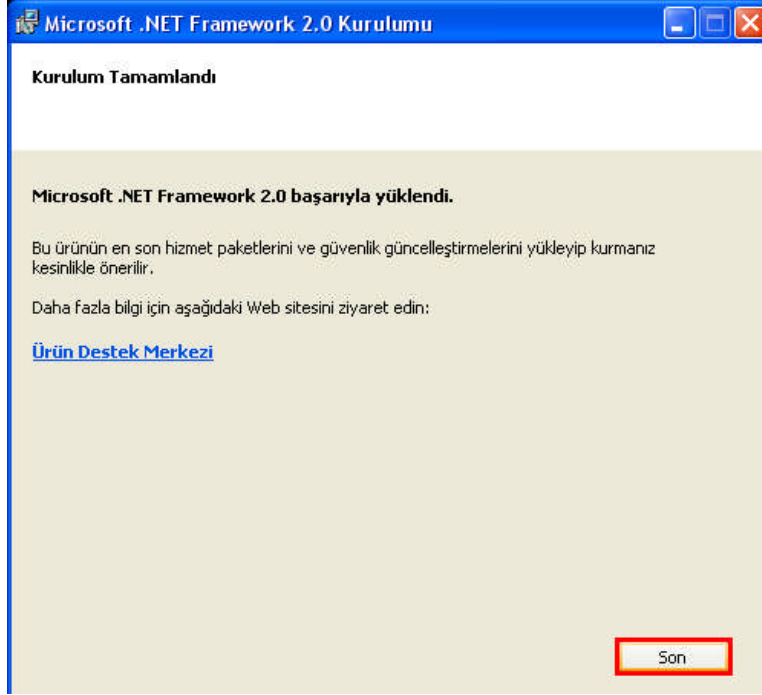 Microsoft .NET Framework 2.0 Kurulumu
Kurulum Tamamlandı
Microsoft .NET Framework 2.0 başarıyla yüklendi.
Bu ürünün en son hizmet paketlerini ve güvenlik güncelleştirmelerini yükleyip kurmanız
kesinlikle önerilir.
Daha fazla bilgi için aşağıdaki Web sitesini ziyaret edin:
Ürün Destek Merkezi
Son